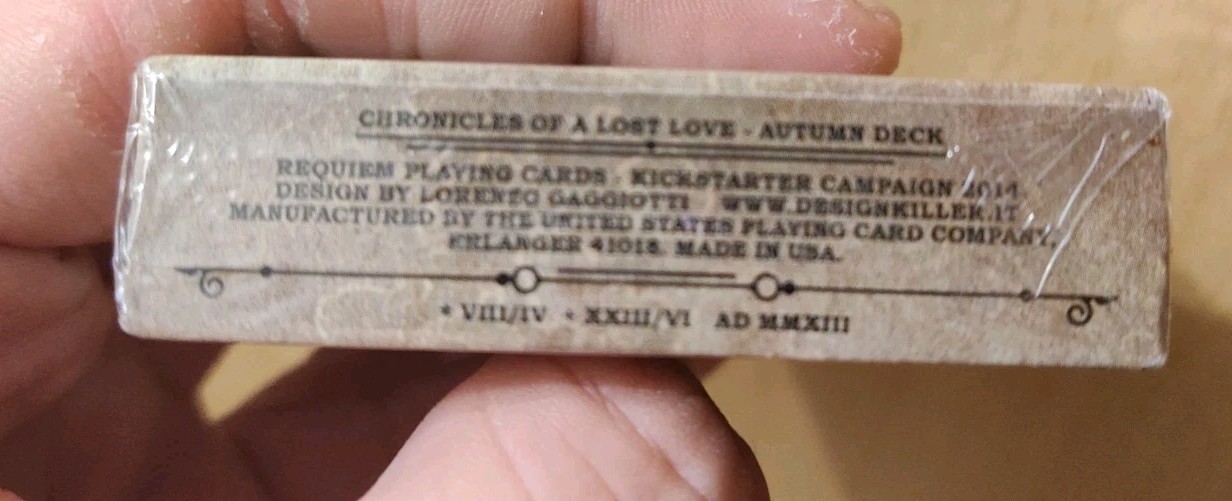 CHRONICLES OF A LOST LOVE - AUTUMN DECK
REQUIEM PLAYING CARDS - KICKSTARTER CAMPAIGN 2014
DESIGN BY LORENZO GAGGIOTTI WWW.DESIGNKILLER.IT
MANUFACTURED BY THE UNITED STATES PLAYING CARD COMPANY,
ERLANGER 41018. MADE IN USA.
* VIII/IV + XXIII/VI AD MMXIII